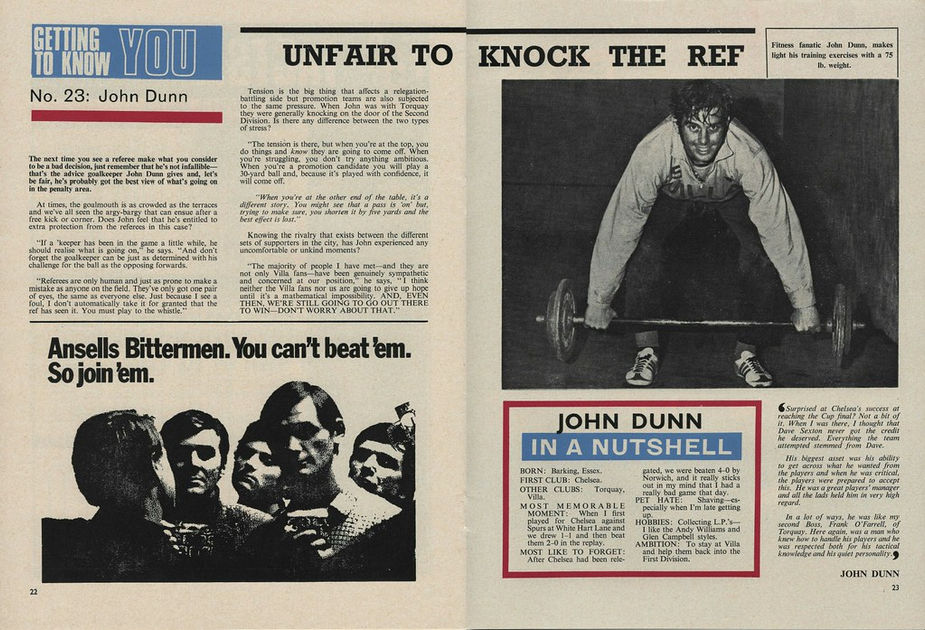 GETTING
TO KNOW
YOU
No. 23: John Dunn
UNFAIR TO KNOCK THE REF
The next time you see a referee make what you consider
to be a bad decision, just remember that he's not infallible—
that's the advice goalkeeper John Dunn gives and, let's
be fair, he's probably got the best view of what's going on
in the penalty area.
At times, the goalmouth is as crowded as the terraces
and we've all seen the argy-bargy that can ensue after a
free kick or corner. Does John feel that he's entitled to
extra protection from the referees in this case?
"If a 'keeper has been in the game a little while, he
should realise what is going on," he says. "And don't
forget the goalkeeper can be just as determined with his
challenge for the ball as the opposing forwards.
"Referees are only human and just as prone to make a
mistake as anyone on the field. They've only got one pair
of eyes, the same as everyone else. Just because I see a
foul, I don't automatically take it for granted that the
ref has seen it. You must play to the whistle."
Tension is the big thing that affects a relegation-
battling side but promotion teams are also subjected
to the same pressure. When John was with Torquay
they were generally knocking on the door of the Second
Division. Is there any difference between the two types
of stress?
"The tension is there, but when you're at the top, you
do things and know they are going to come off. When
you're struggling, you don't try anything ambitious.
When you're a promotion candidate you will play a
30-yard ball and, because it's played with confidence, it
will come off.
"When you're at the other end of the table, it's a
different story. You might see that a pass is 'on' but,
trying to make sure, you shorten it by five yards and the
best effect is lost."
Knowing the rivalry that exists between the different
sets of supporters in the city, has John experienced any
uncomfortable or unkind moments?
"The majority of people I have met—and they are
not only Villa fans—have been genuinely sympathetic
and concerned at our position," he says, "I think
neither the Villa fans nor us are going to give up hope
until it's a mathematical impossibility. AND, EVEN
THEN, WE'RE STILL GOING TO GO OUT THERE
TO WIN—DON'T WORRY ABOUT THAT."
Ansells Bittermen. You can't beat 'em.
So join 'em.
22
Fitness fanatic John Dunn, makes
light his training exercises with a 75
lb. weight.
JOHN DUNN
IN A NUTSHELL
BORN: Barking, Essex.
FIRST CLUB: Chelsea.
OTHER CLUBS: Torquay,
Villa.
MOST MEMORABLE
MOMENT: When I first
played for Chelsea against
Spurs at White Hart Lane and
we drew 1—1 and then beat
them 2-0 in the replay.
MOST LIKE TO FORGET:
After Chelsea had been rele-
gated, we were beaten 4-0 by
Norwich, and it really sticks
out in my mind that I had a
really bad game that day.
PET HATE: Shaving—es-
pecially when I'm late getting
up.
HOBBIES: Collecting L.P.'s—
I like the Andy Williams and
Glen Campbell styles.
AMBITION: To stay at Villa
and help them back into the
First Division.
"Surprised at Chelsea's success at
reaching the Cup final? Not a bit of
it. When I was there, I thought that
Dave Sexton never got the credit
he deserved. Everything the team
attempted stemmed from Dave.
His biggest asset was his ability
to get across what he wanted from
the players and when he was critical,
the players were prepared to accept
this. He was a great players' manager
and all the lads held him in very high
regard.
In a lot of ways, he was like my
second Boss, Frank O'Farrell, of
Torquay. Here again, was a man who
knew how to handle his players and he
was respected both for his tactical
knowledge and his quiet personality."
JOHN DUNN
23